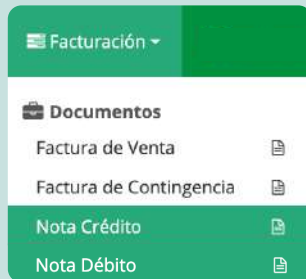 Facturación
Documentos
Factura de Venta
Factura de Contingencia
Nota Crédito
Nota Débito